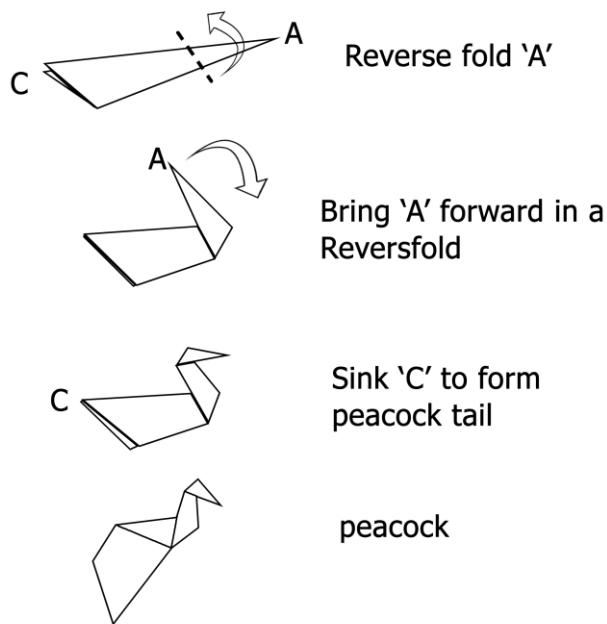 A
C
Reverse fold ‘A’
A
Bring ‘A’ forward in a
Reversfold
C
Sink ‘C’ to form
peacock tail
peacock